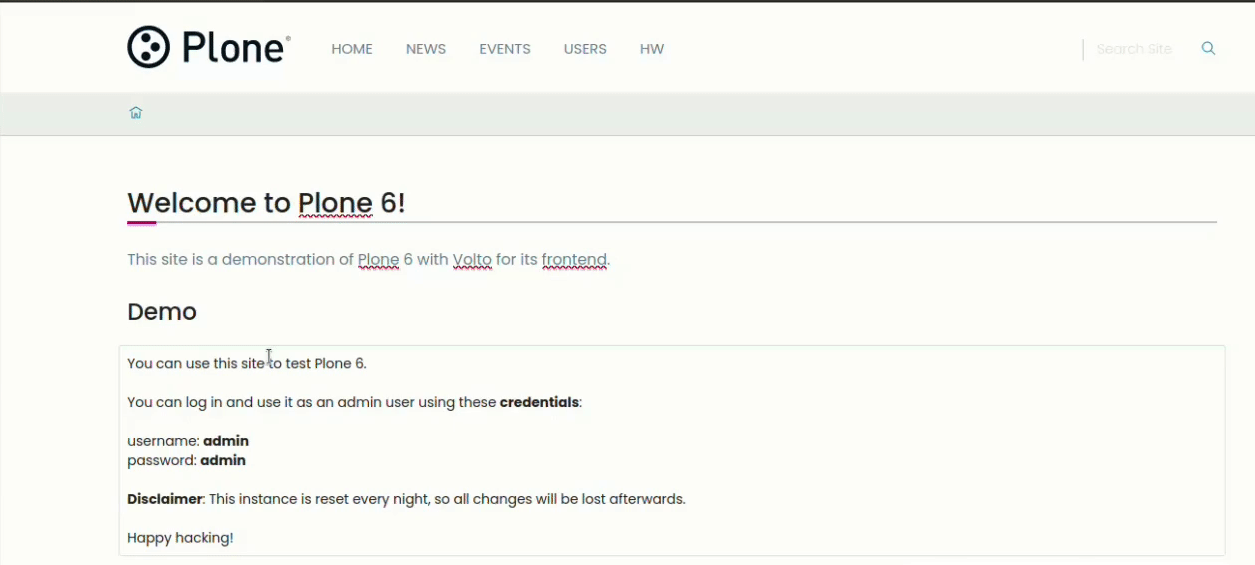 Plone®
HOME NEWS EVENTS USERS HW
Search Site
Welcome to Plone 6!
This site is a demonstration of Plone 6 with Volto for its frontend.
Demo
You can use this site to test Plone 6.
You can log in and use it as an admin user using these credentials:
username: admin
password: admin
Disclaimer: This instance is reset every night, so all changes will be lost afterwards.
Happy hacking!